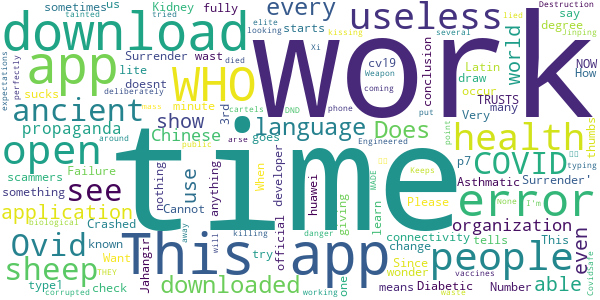 sometimes us Kidney fully every useless
tainted tried
download
elite
looking starts
Surrender wast
died
work
kissing
Xi
several
lied
Destruction
Jinping
degree
say
expectations
perfectly
app
lite
doesnt
deliberately
WHO
cv19
Weapon
coming
conclusion
put
world
Latin
draw
NOW
How
sucks
minute
DND
phone
TRUSTS
occur
many
ancient
mass
cartels
Engineered
Very
propaganda
show
3rd
arse
language
Does
health
thumbs
open
Chinese
goes
time
point
scammers
Failure
public
COVID
p7
Surrender'
typing
something
see
nothing
use
anything
official
developer
huawei
giving
learn
Asthmatic
error
application
Cannot
When
Please
MADE
None
I'm
biological
Crashed
around
danger
Keeps
connectivity
organization
Ovid
known
Want
THEY
type1
Jahangir
This app
will
killing
people
change
tells
This
even
Since
wonder
sheep
check
corrupted
downloaded
away
try
working
one
means
vaccines
Diabetic
waste
Number
able
CovidSafe